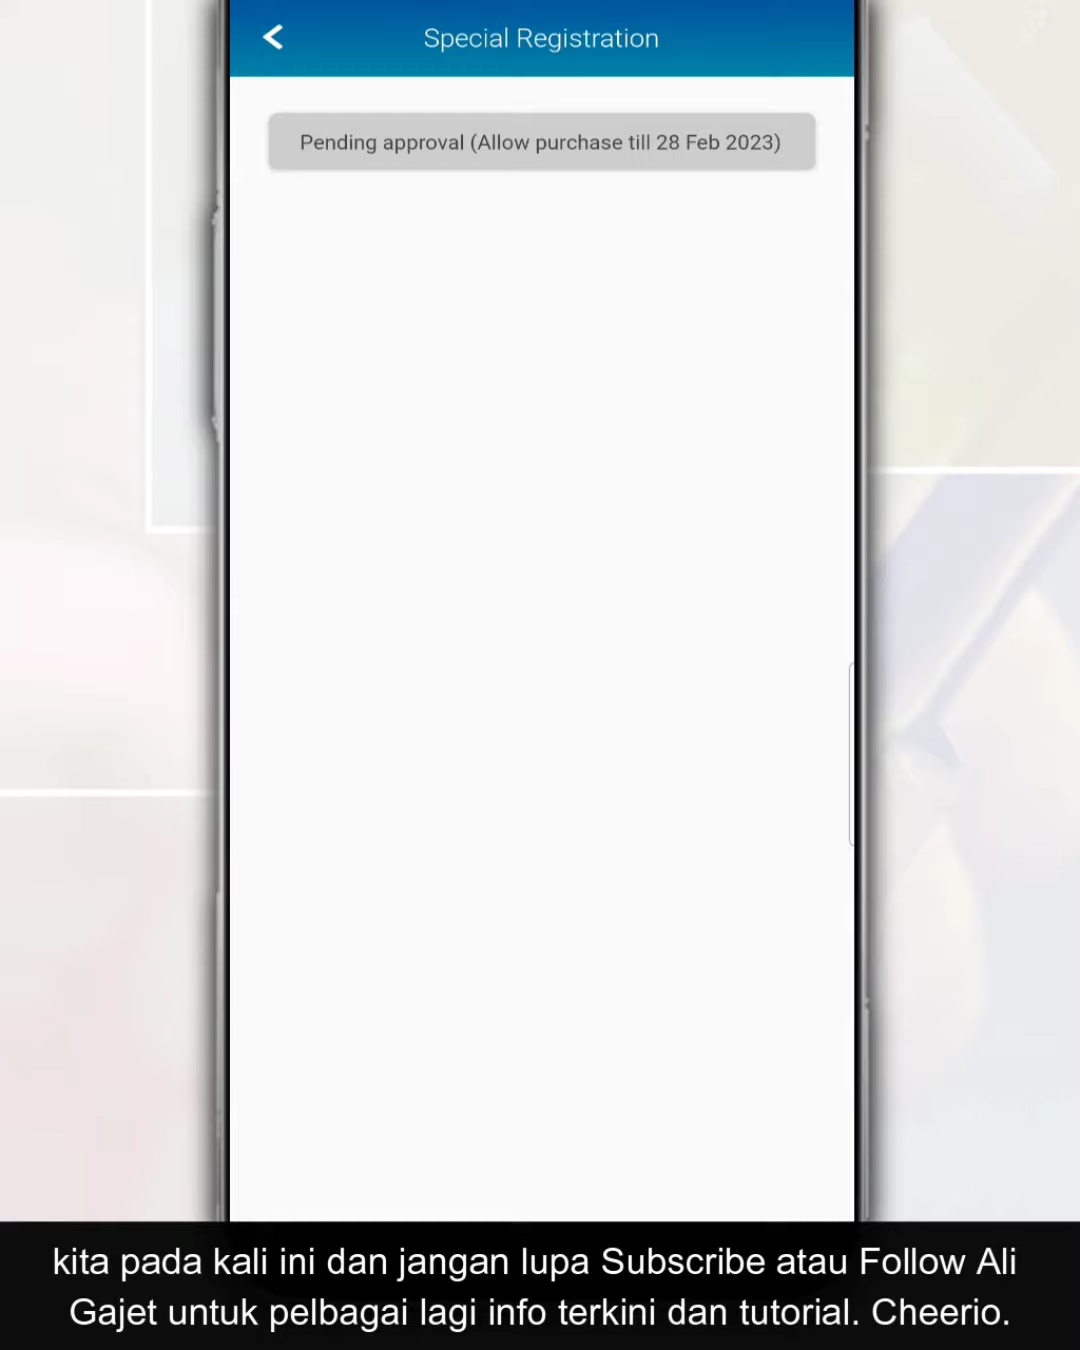 Special Registration
Pending approval (Allow purchase till 28 Feb 2023)
kita pada kali ini dan jangan lupa Subscribe atau Follow Ali
Gajet untuk pelbagai lagi info terkini dan tutorial. Cheerio.